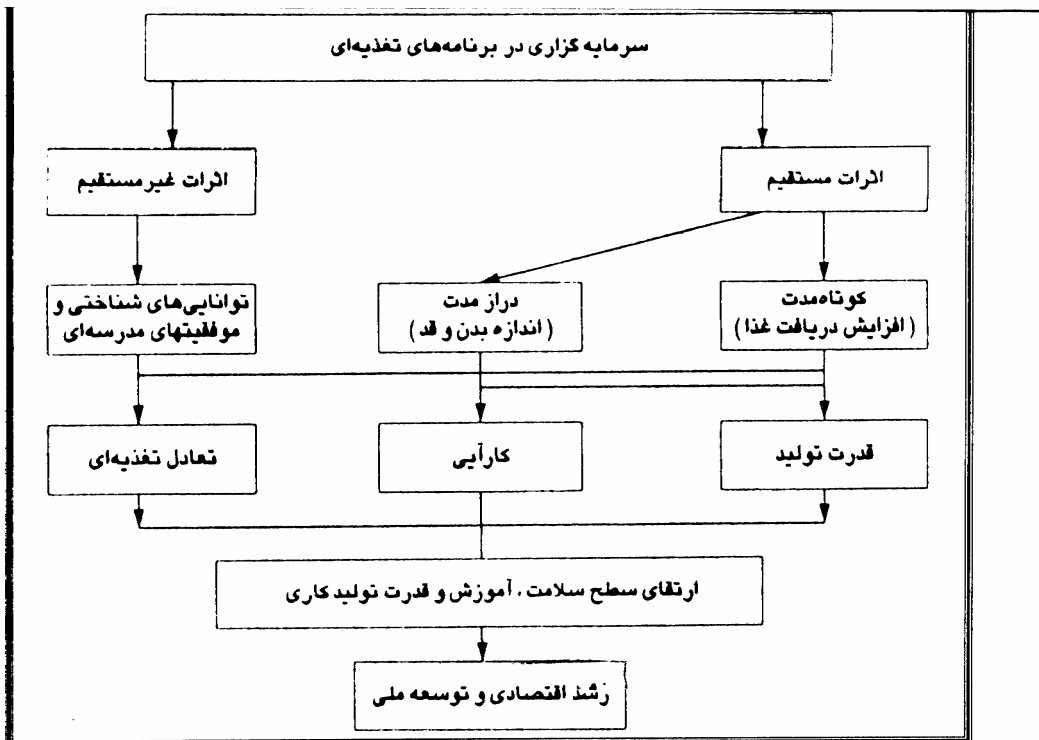 سرمایه گزاری در برنامه‌های تغذیه‌ای
اثرات مستقیم
اثرات غیرمستقیم
کوتاه‌مدت
(افزایش دریافت غذا)
دراز مدت
(اندازه بدن و قد)
توانایی‌های شناختی و
موفقیتهای مدرسه‌ای
قدرت تولید
کارآیی
تعادل تغذیه‌ای
ارتقای سطح سلامت، آموزش و قدرت تولید کاری
رشد اقتصادی و توسعه ملی